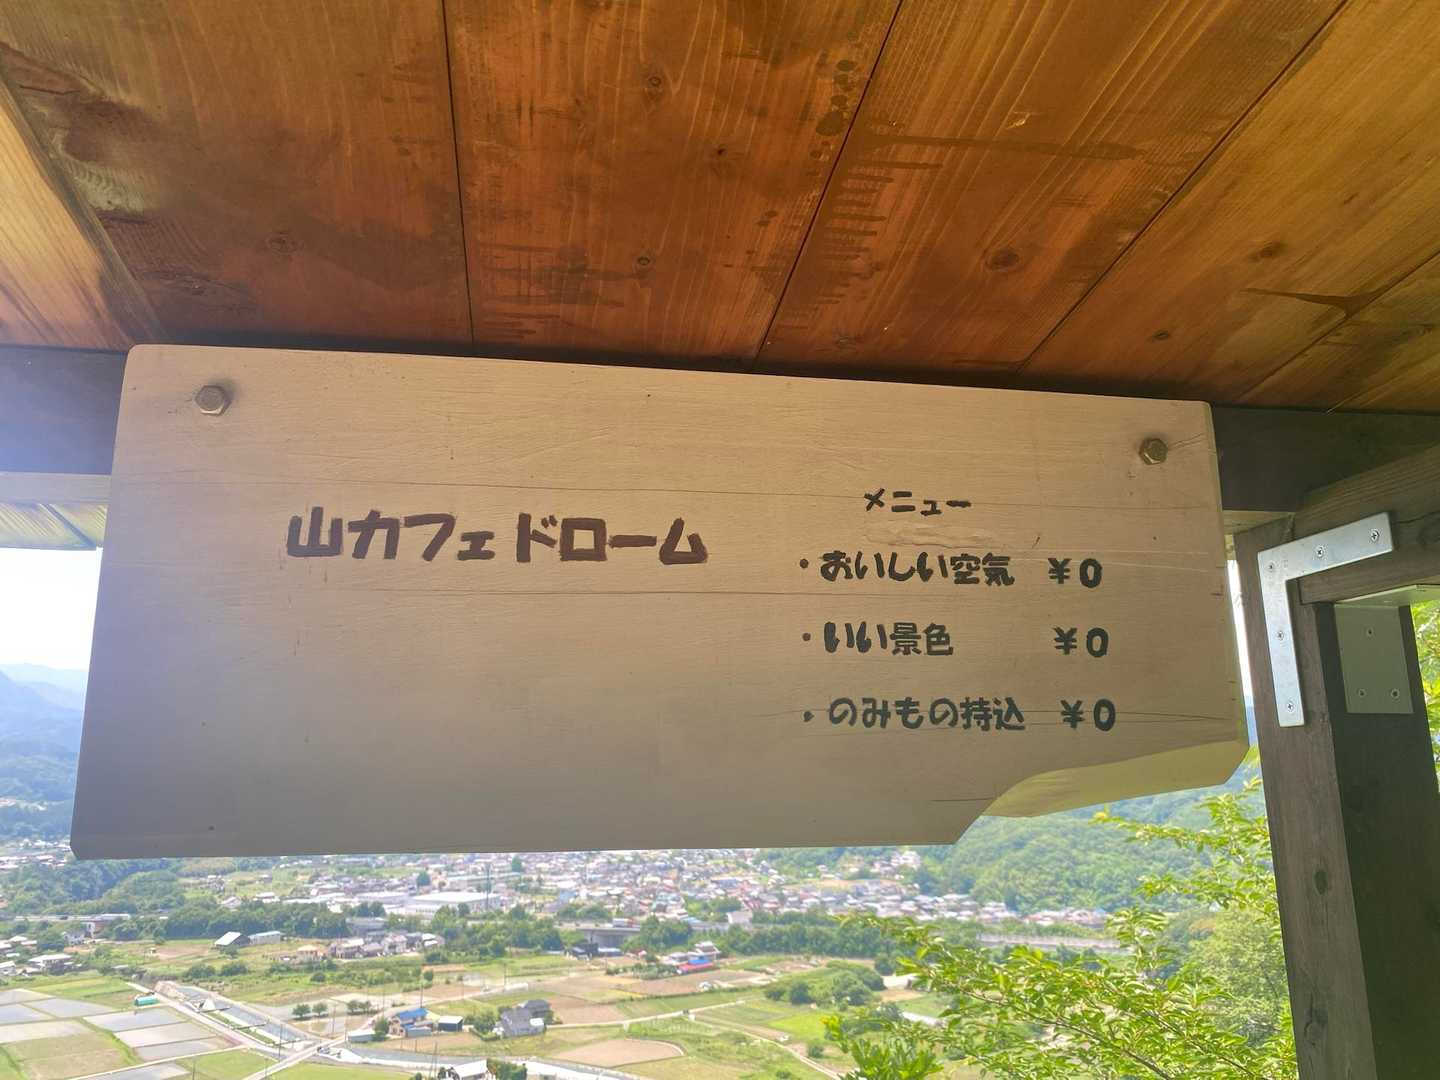 山カフェ ドローム
メニュー
・おいしい空気 ¥0
・いい景色 ¥0
・のみもの持込 ¥0